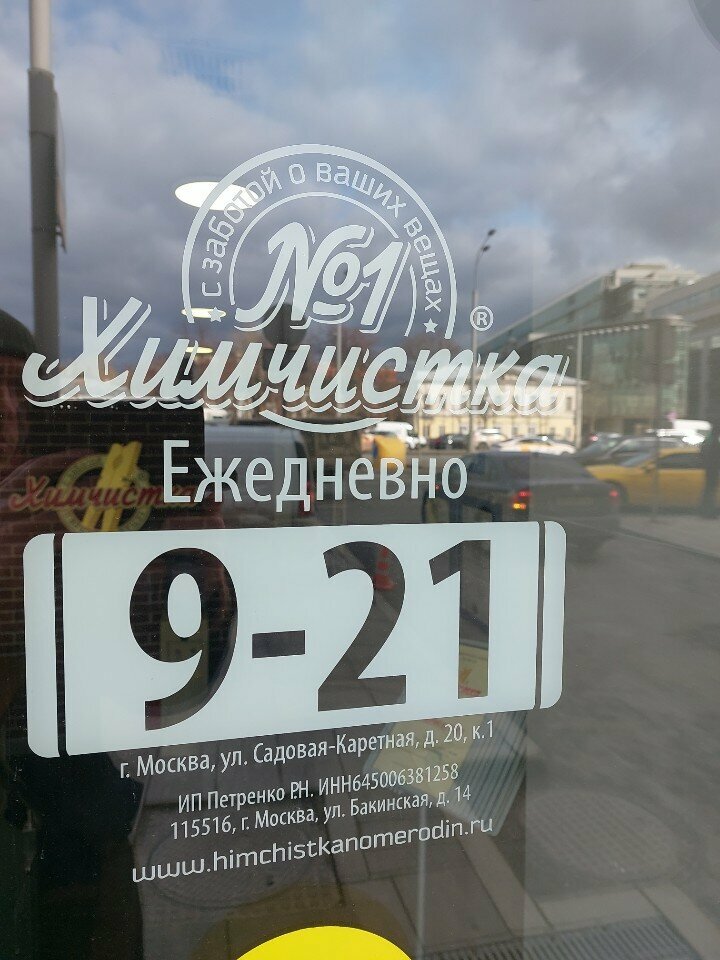 с заботой о ваших вещах
№1
Химчистка®
Химчистка
Ежедневно
9-21
г. Москва, ул. Садовая-Каретная, д. 20, к.1
ИП Петренко Р.Н. ИНН645006381258
115516, г. Москва, ул. Бакинская, д. 14
www.himchistkanomerodin.ru